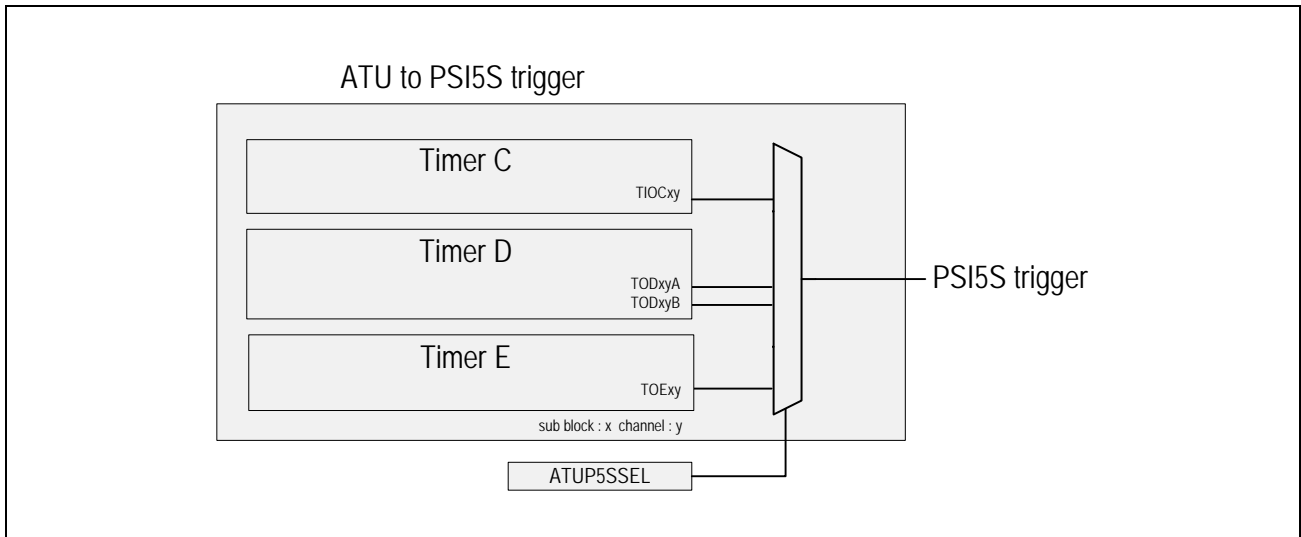 ATU to PSI5S trigger
Timer C
TIOCxy
Timer D
TODxyA
TODxyB
PSI5S trigger
Timer E
TOExy
sub block : x channel : y
ATUP5SSEL